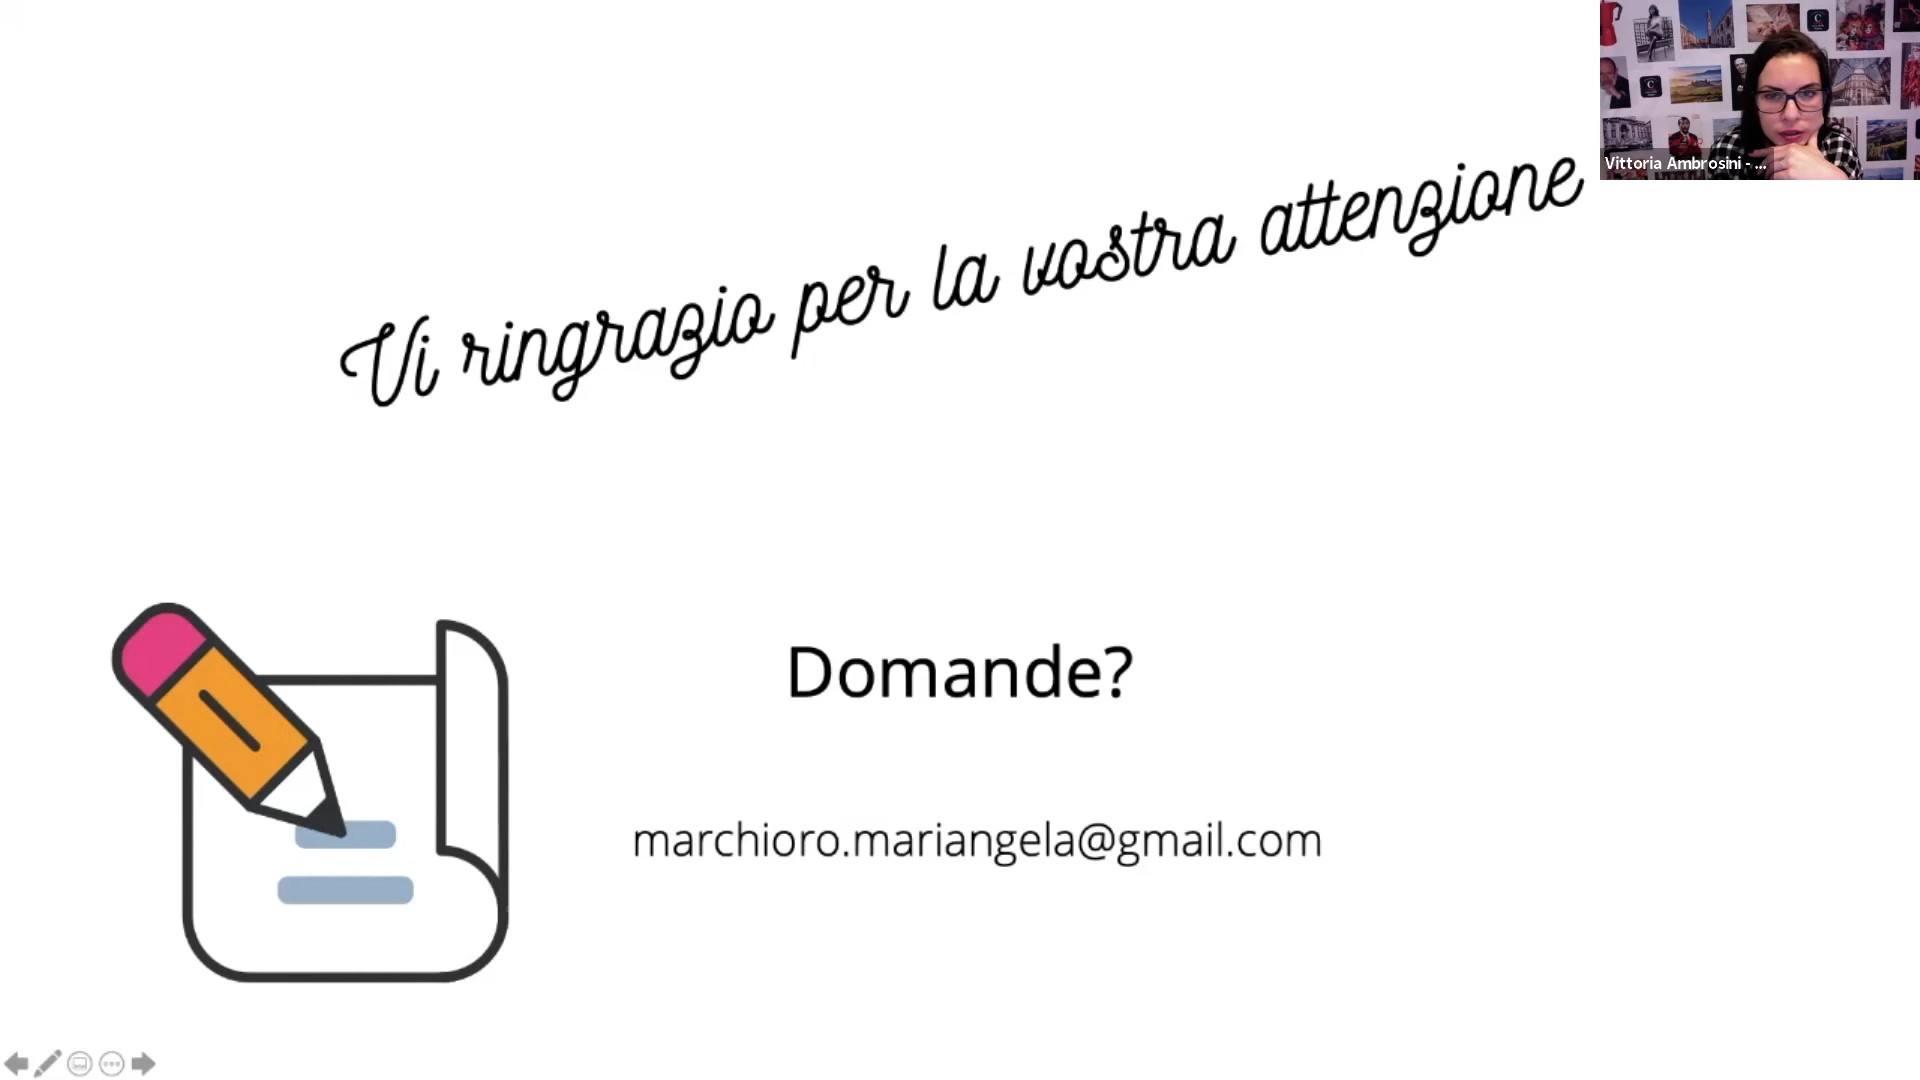 Vittoria Ambrosini - ...
Vi ringrazio per la vostra attenzione
Domande?
marchioro.mariangela@gmail.com